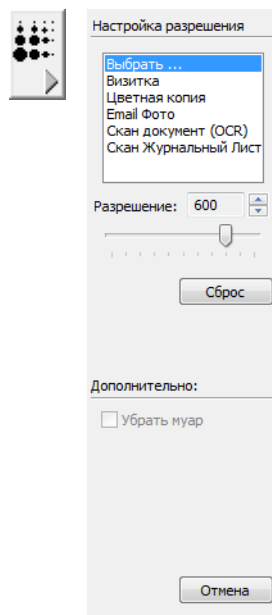 Настройка разрешения
Выбрать ...
Визитка
Цветная копия
Email Фото
Скан документ (OCR)
Скан Журнальный Лист
Разрешение: 600
Сброс
Дополнительно:
Убрать муар
Отмена